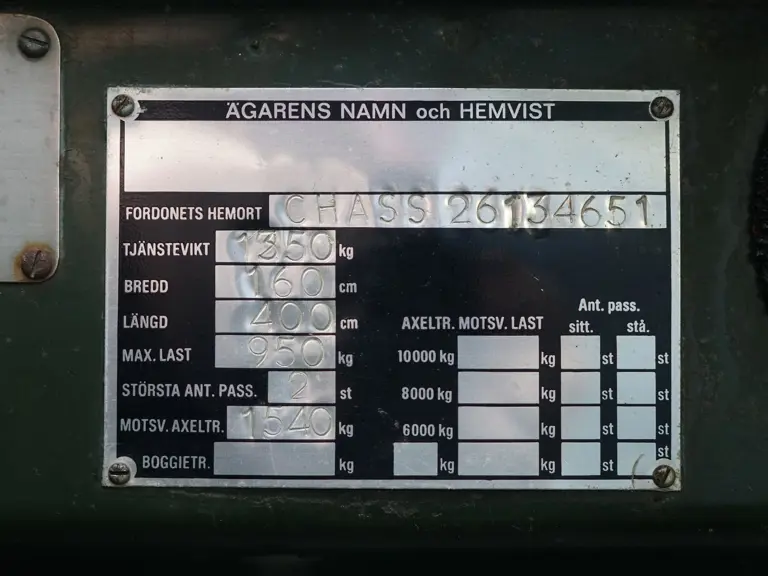 ÄGARENS NAMN och HEMVIST
FORDONETS HEMORT CHASS 26134651
TJÄNSTEVIKT 1350 kg
BREDD 160 cm
LÄNGD 400 cm
MAX. LAST 950 kg
STÖRSTA ANT. PASS. 2 st
MOTSV. AXELTR. 1540 kg
BOGGIETR. kg
Ant. pass.
AXELTR. MOTSV. LAST sitt. stå.
10000 kg kg st st
8000 kg kg st st
6000 kg kg st st
kg st st